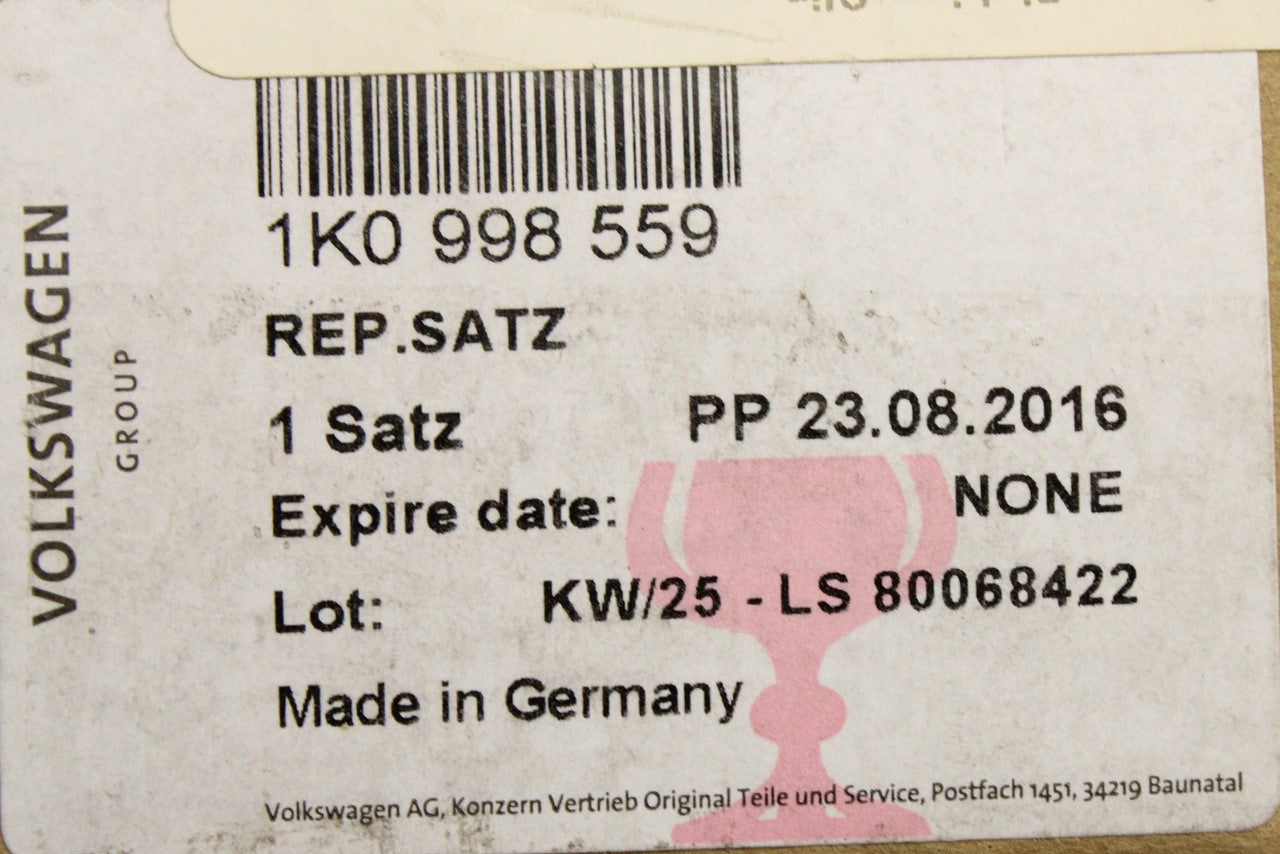 VOLKSWAGEN
GROUP
1K0 998 559
REP.SATZ
1 Satz PP 23.08.2016
Expire date: NONE
Lot: KW/25 - LS 80068422
Made in Germany
Volkswagen AG, Konzern Vertrieb Original Teile und Service, Postfach 1451, 34219 Baunatal